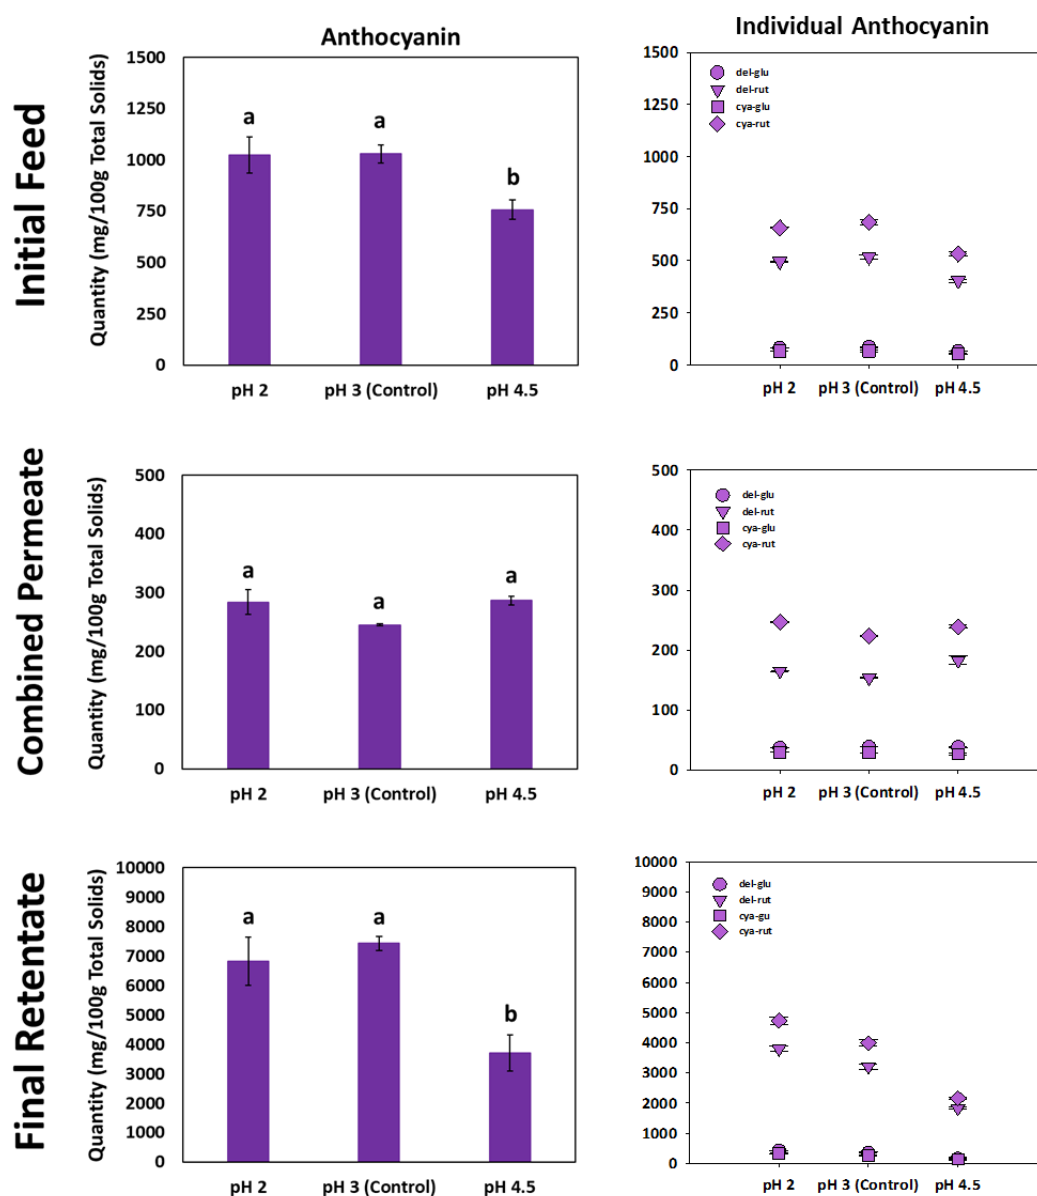 Initial Feed
Anthocyanin
Quantity (mg/100g Total Solids)
1500
1250
1000
750
500
250
0
a
a
b
pH 2
pH 3 (Control)
pH 4.5
Individual Anthocyanin
1500
1250
1000
750
500
250
0
del-glu
del-rut
cya-glu
cya-rut
pH 2
pH 3 (Control)
pH 4.5
Combined Permeate
Quantity (mg/100g Total Solids)
500
400
300
200
100
0
a
a
a
pH 2
pH 3 (Control)
pH 4.5
500
400
300
200
100
0
del-glu
del-rut
cya-glu
cya-rut
pH 2
pH 3 (Control)
pH 4.5
Final Retentate
Quantity (mg/100g Total Solids)
10000
9000
8000
7000
6000
5000
4000
3000
2000
1000
0
a
a
b
pH 2
pH 3 (Control)
pH 4.5
10000
9000
8000
7000
6000
5000
4000
3000
2000
1000
0
del-glu
del-rut
cya-gu
cya-rut
pH 2
pH 3 (Control)
pH 4.5